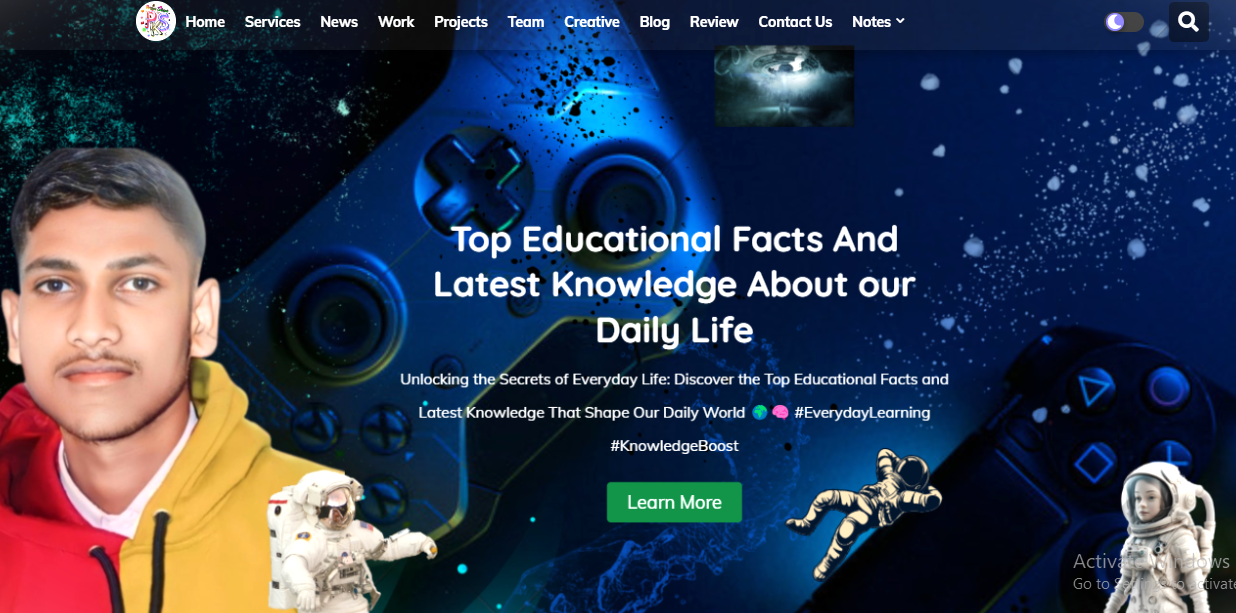 Home Services News Work Projects Team Creative Blog Review Contact Us Notes
Top Educational Facts And
Latest Knowledge About our
Daily Life
Unlocking the Secrets of Everyday Life: Discover the Top Educational Facts and
Latest Knowledge That Shape Our Daily World 🌍🧠 #EverydayLearning
#KnowledgeBoost
Learn More
Activate Windows
Go to Settings to activate